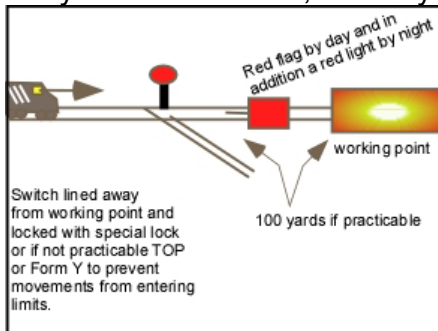 Red flag by day and in
addition a red light by night
working point
100 yards if practicable
Switch lined away
from working point and
locked with special lock
or if not practicable TOP
or Form Y to prevent
movements from entering
limits.